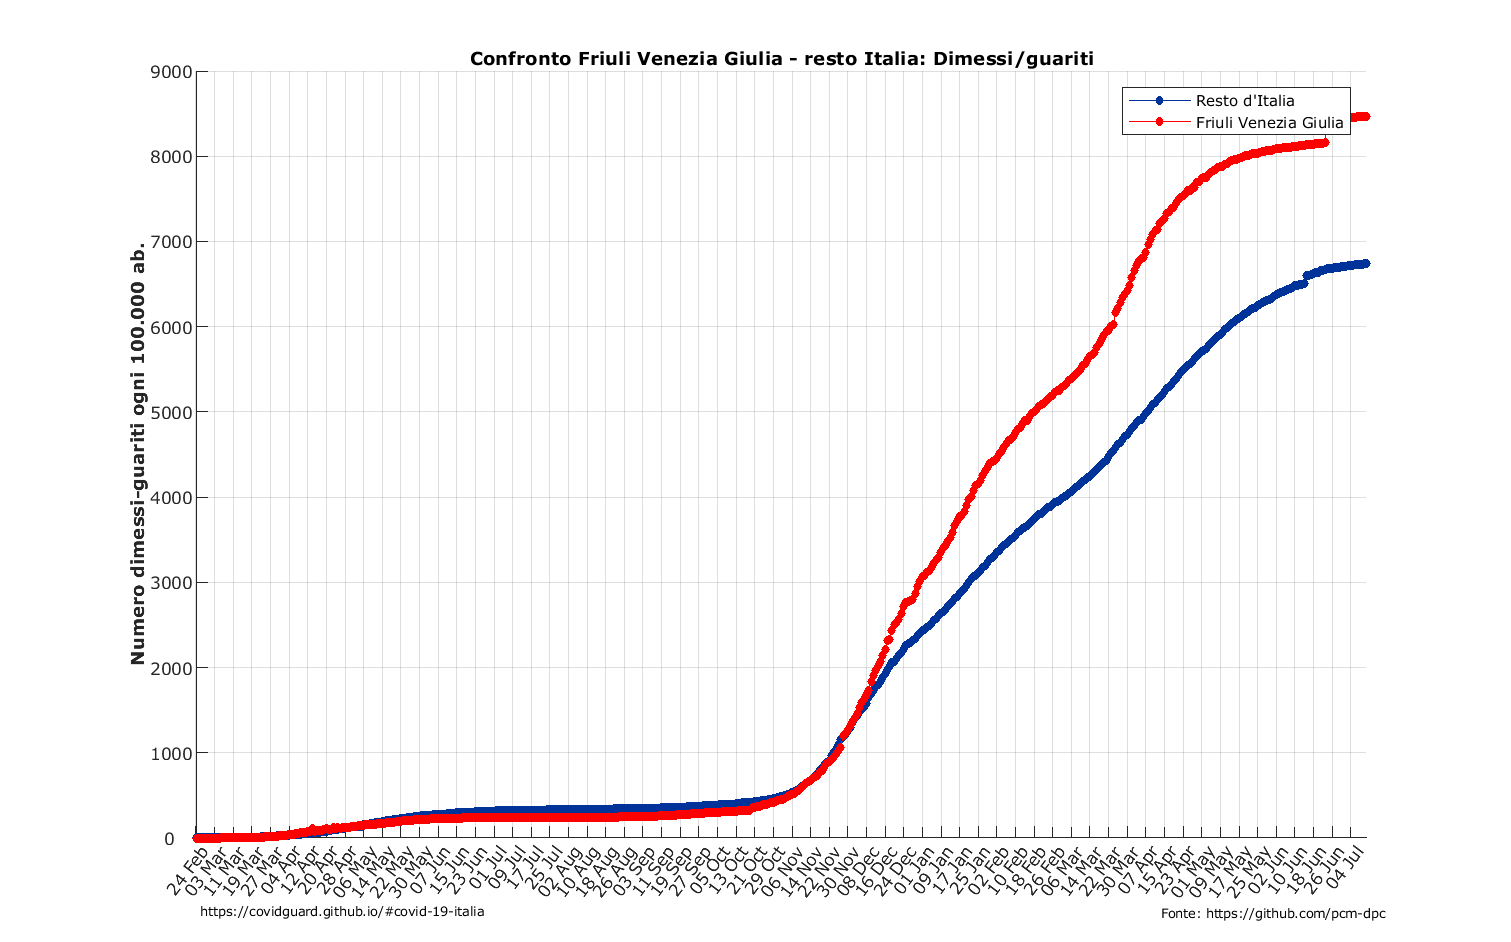 Confronto Friuli Venezia Giulia - resto Italia: Dimessi/guariti
Numero dimessi-guariti ogni 100.000 ab.
9000
8000
7000
6000
5000
4000
3000
2000
1000
0
Resto d'Italia
Friuli Venezia Giulia
24 Feb
03 Mar
11 Mar
19 Mar
27 Mar
04 Apr
12 Apr
20 Apr
28 Apr
06 May
14 May
22 May
30 May
07 Jun
15 Jun
23 Jun
01 Jul
09 Jul
17 Jul
25 Jul
02 Aug
10 Aug
18 Aug
26 Aug
03 Sep
11 Sep
19 Sep
27 Sep
05 Oct
13 Oct
21 Oct
29 Oct
06 Nov
14 Nov
22 Nov
30 Nov
08 Dec
16 Dec
24 Dec
01 Jan
09 Jan
17 Jan
25 Jan
02 Feb
10 Feb
18 Feb
26 Feb
06 Mar
14 Mar
22 Mar
30 Mar
07 Apr
15 Apr
23 Apr
01 May
09 May
17 May
25 May
02 Jun
10 Jun
18 Jun
26 Jun
04 Jul
https://covidguard.github.io/#covid-19-italia
Fonte: https://github.com/pcm-dpc